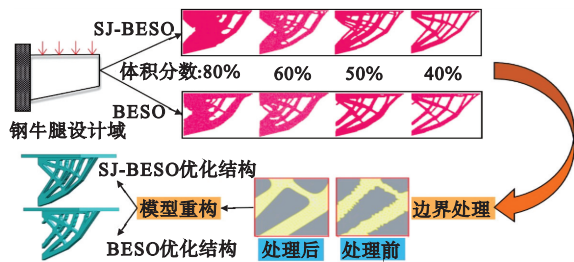 SJ-BESO
体积分数:80% 60% 50% 40%
BESO
钢牛腿设计域
SJ-BESO优化结构
模型重构
边界处理
BESO优化结构
处理后
处理前